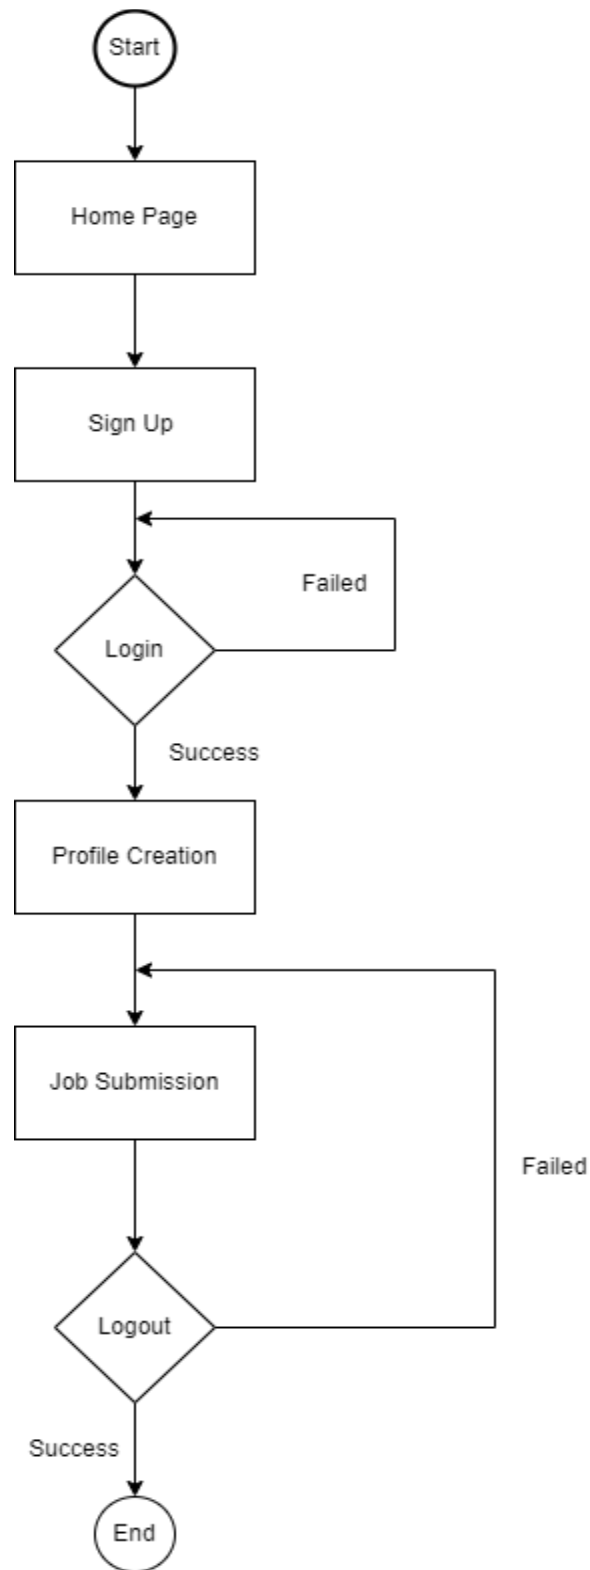 Start
Home Page
Sign Up
Failed
Login
Success
Profile Creation
Job Submission
Failed
Logout
Success
End